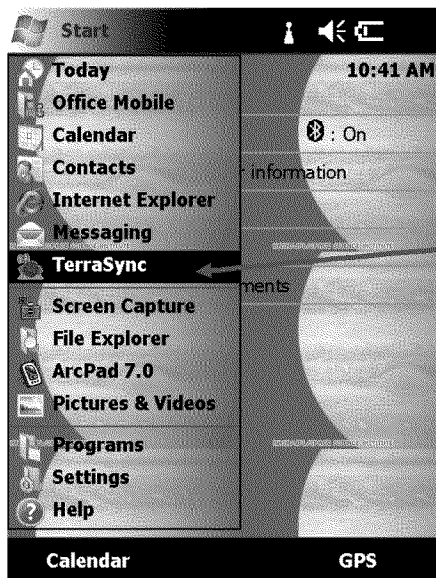 Start
Today
10:41 AM
Office Mobile
Calendar
: On
Contacts
r information
Internet Explorer
Messaging
TerraSync
ments
Screen Capture
File Explorer
ArcPad 7.0
Pictures & Videos
Programs
Settings
Help
Calendar
GPS